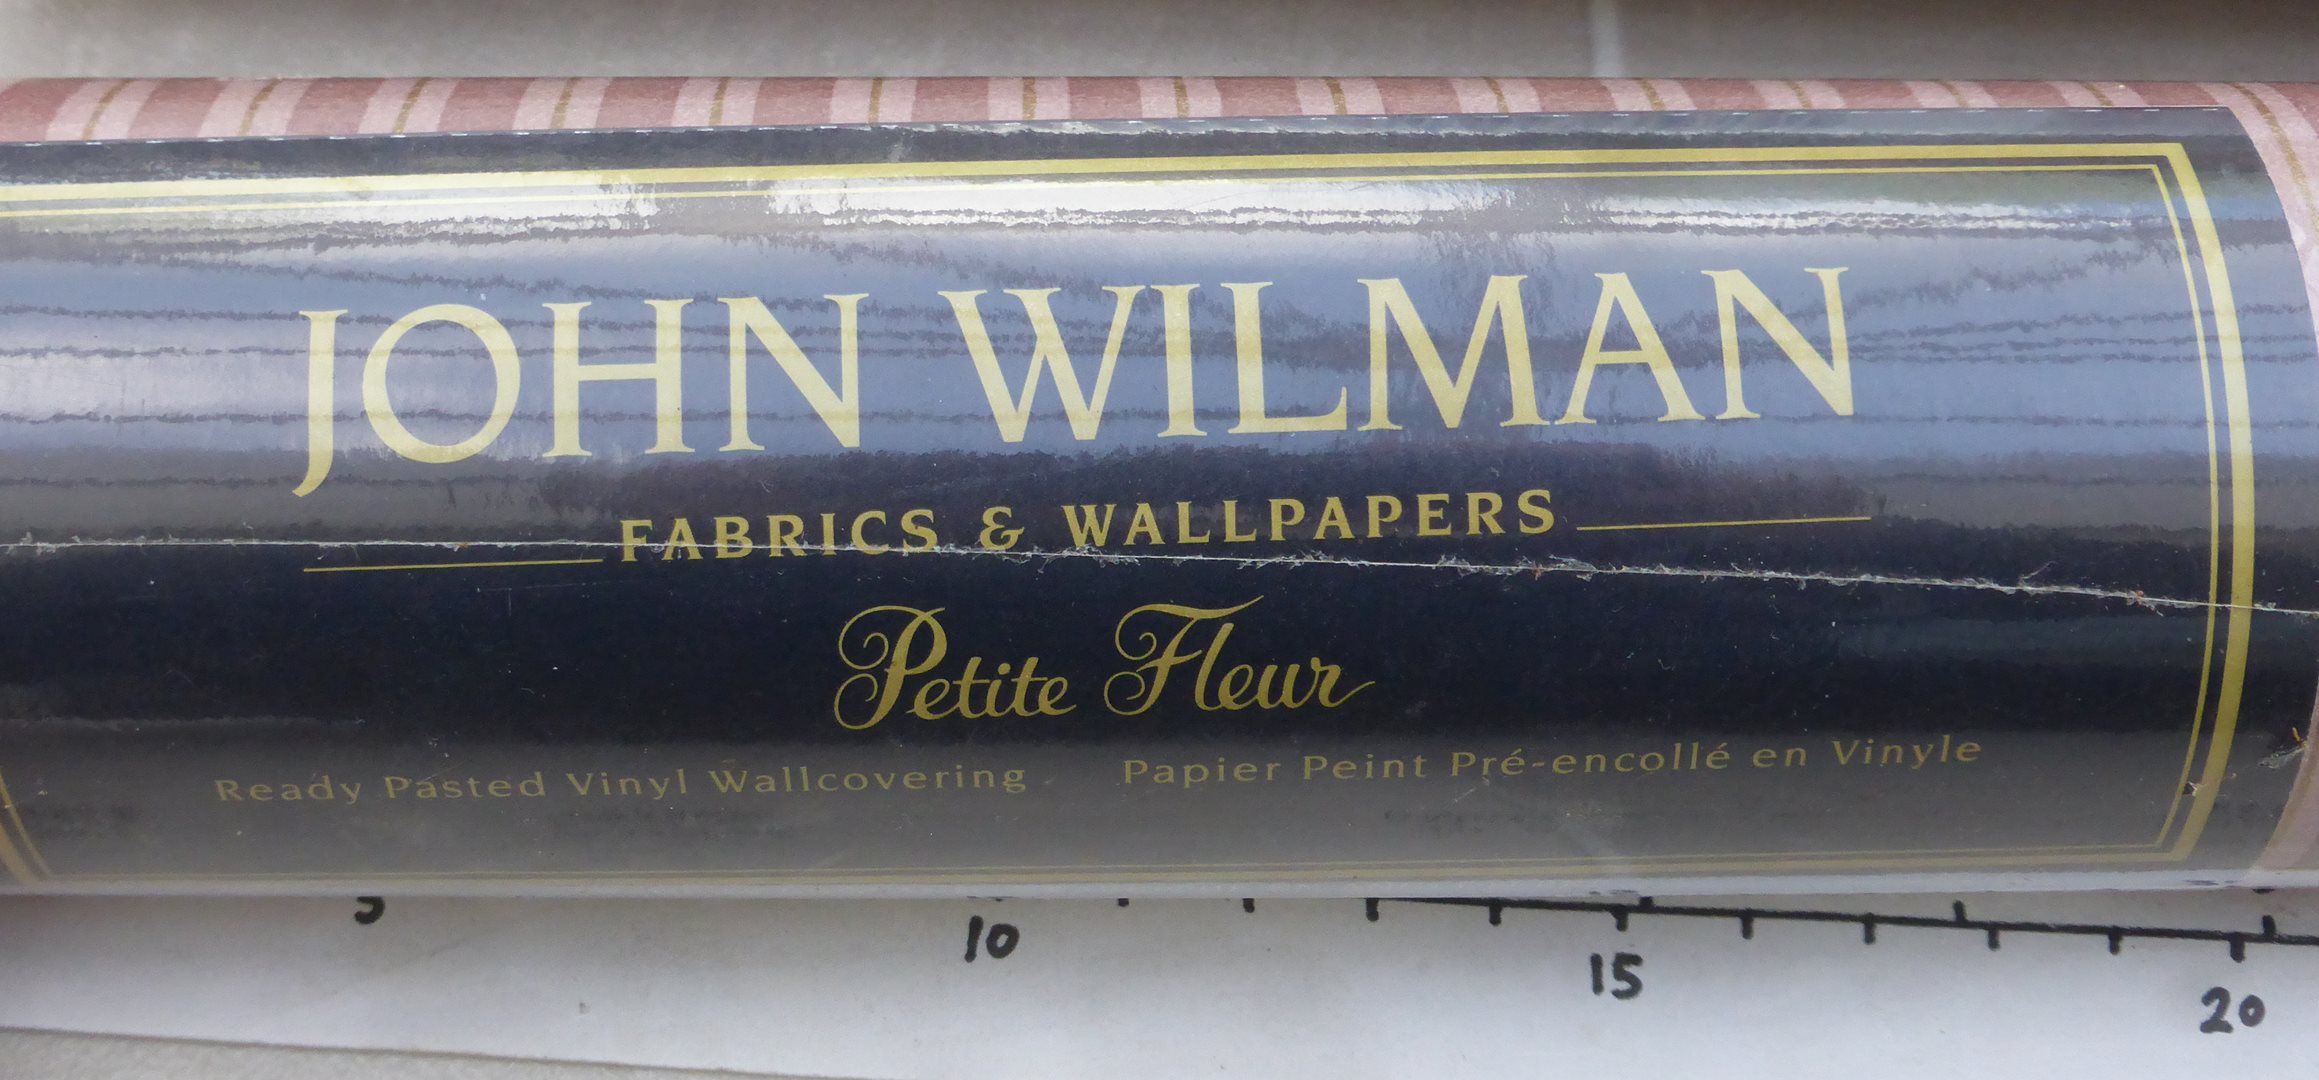 JOHN WILMAN
FABRICS & WALLPAPERS
Petite Fleur
Ready Pasted Vinyl Wallcovering Papier Peint Pré-encollé en Vinyle
5
10
15
20